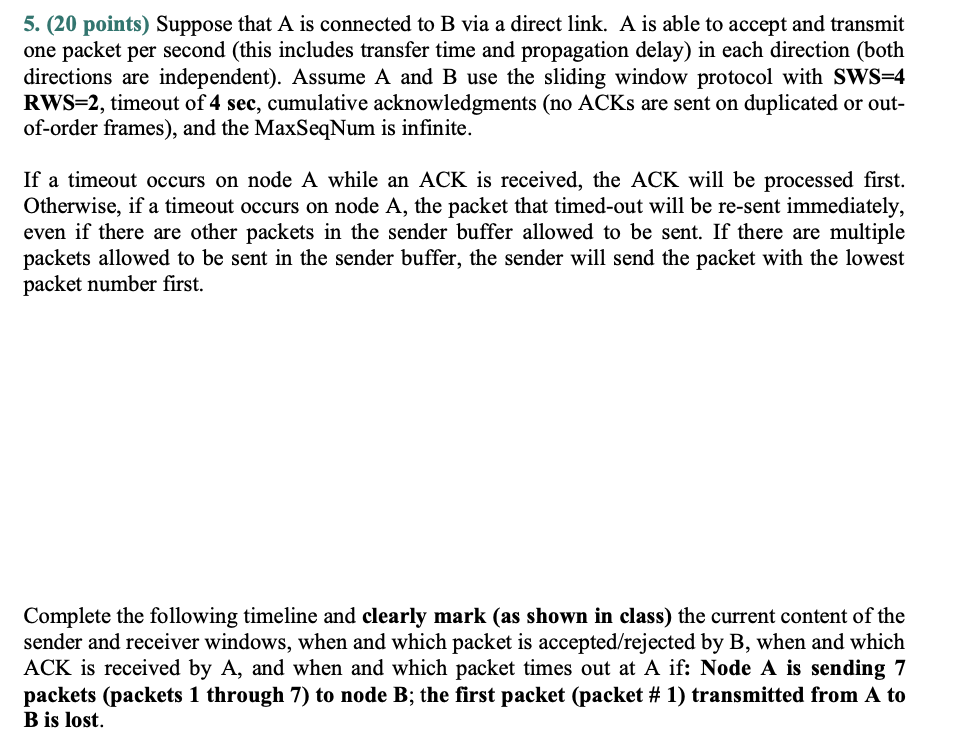 5. (20 points) Suppose that A is connected to B via a direct link. A is able to accept and transmit
one packet per second (this includes transfer time and propagation delay) in each direction (both
directions are independent). Assume A and B use the sliding window protocol with SWS=4
RWS=2, timeout of 4 sec, cumulative acknowledgments (no ACKs are sent on duplicated or out-
of-order frames), and the MaxSeqNum is infinite.
If a timeout occurs on node A while an ACK is received, the ACK will be processed first.
Otherwise, if a timeout occurs on node A, the packet that timed-out will be re-sent immediately,
even if there are other packets in the sender buffer allowed to be sent. If there are multiple
packets allowed to be sent in the sender buffer, the sender will send the packet with the lowest
packet number first.
Complete the following timeline and clearly mark (as shown in class) the current content of the
sender and receiver windows, when and which packet is accepted/rejected by B, when and which
ACK is received by A, and when and which packet times out at A if: Node A is sending 7
packets (packets 1 through 7) to node B; the first packet (packet # 1) transmitted from A to
B is lost.